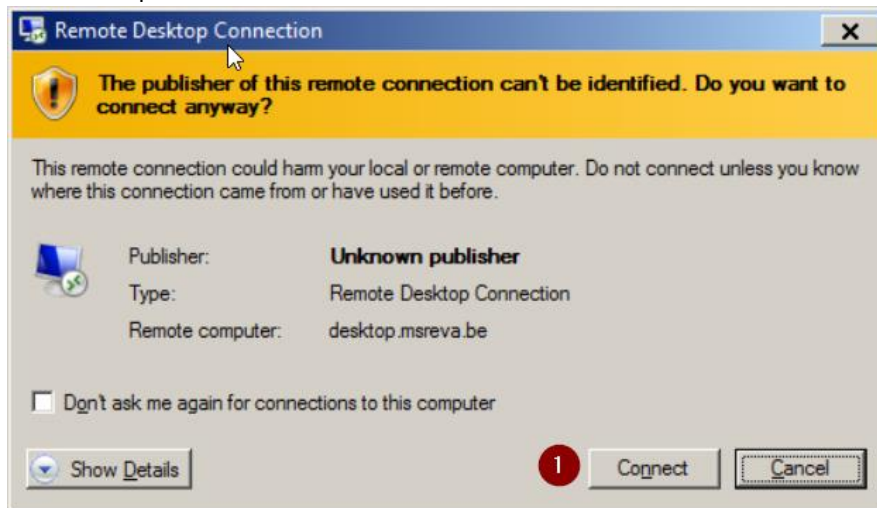 Remote Desktop Connection
The publisher of this remote connection can't be identified. Do you want to
connect anyway?
This remote connection could harm your local or remote computer. Do not connect unless you know
where this connection came from or have used it before.
Publisher: Unknown publisher
Type: Remote Desktop Connection
Remote computer: desktop.msreva.be
Don't ask me again for connections to this computer
Show Details 1 Connect Cancel